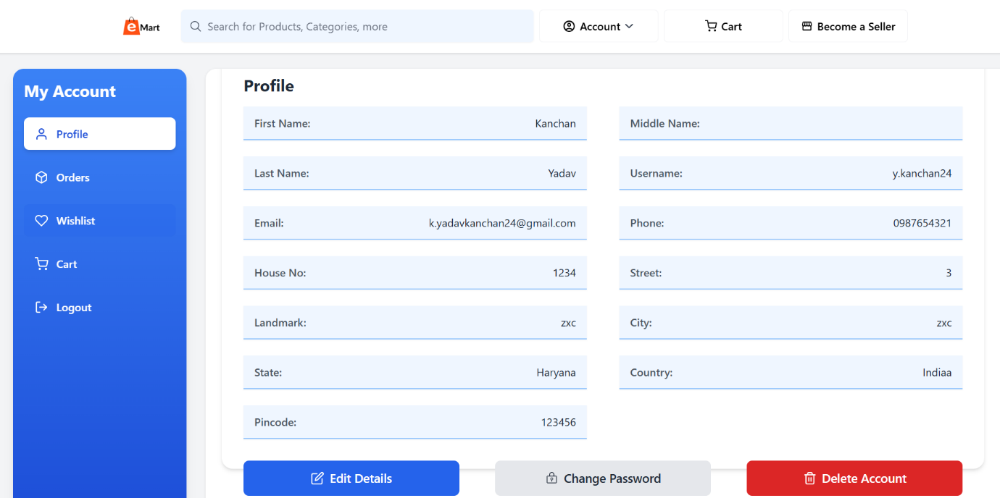 e Mart Search for Products, Categories, more Account Cart Become a Seller
My Account
Profile
Orders
Wishlist
Cart
Logout
Profile
First Name: Kanchan Middle Name:
Last Name: Yadav Username: y.kanchan24
Email: k.yadavkanchan24@gmail.com Phone: 0987654321
House No: 1234 Street: 3
Landmark: zxc City: zxc
State: Haryana Country: Indiaa
Pincode: 123456
Edit Details Change Password Delete Account